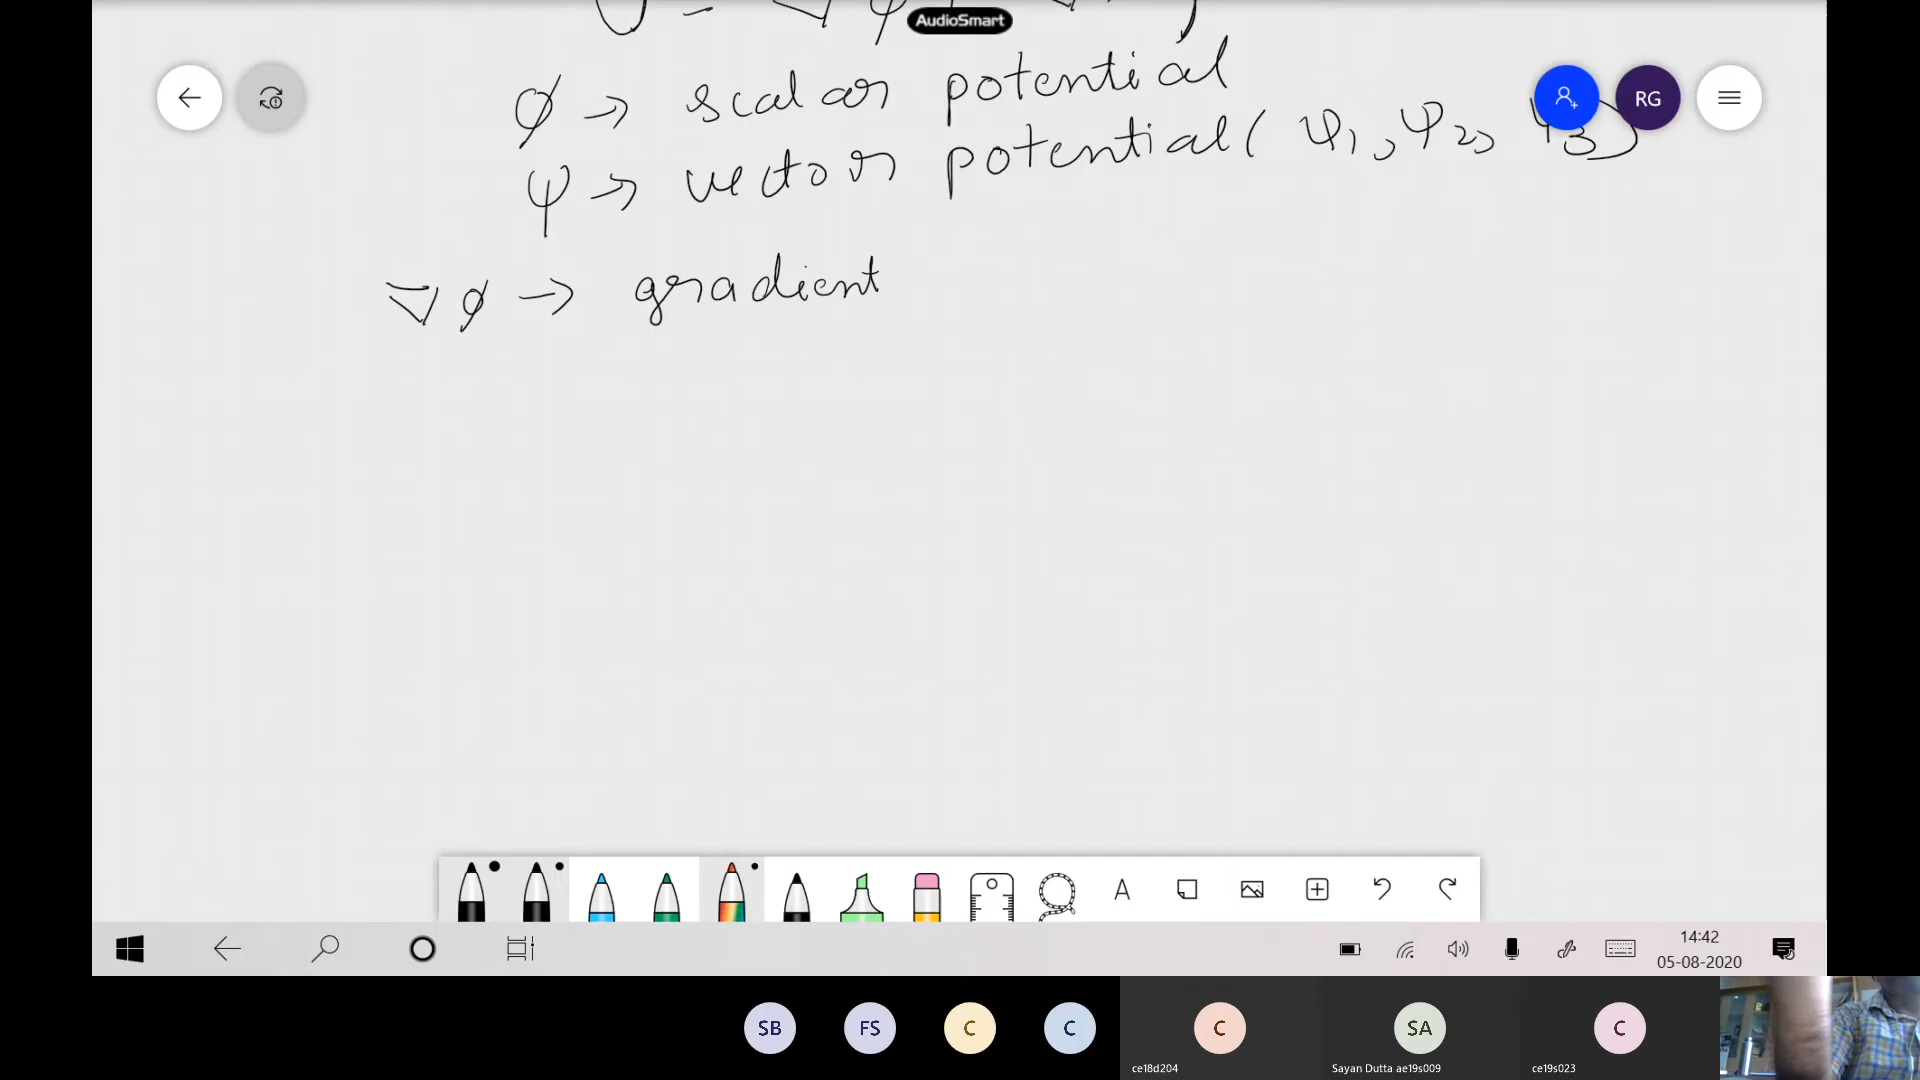 AudioSmart
φ → scalar potential
ψ → vector potential ( ψ1, ψ2, ψ3)
RG
∇ φ → gradient
A
14:42
05-08-2020
SB FS C C C SA C
ce18d204 Sayan Dutta ae19s009 ce19s023